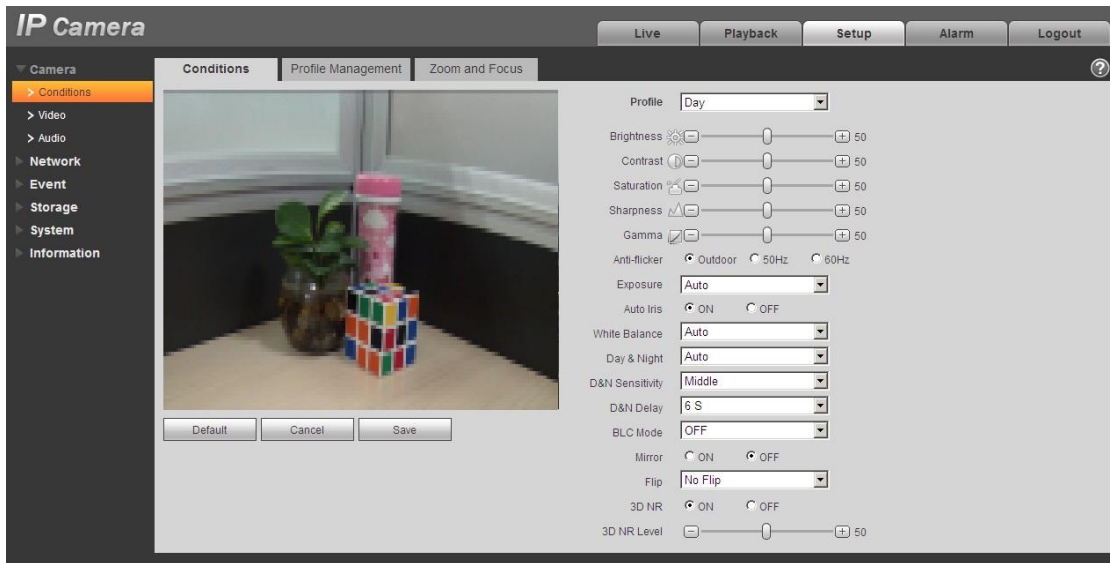 IP Camera
Live Playback Setup Alarm Logout
Camera
Conditions
Video
Audio
Network
Event
Storage
System
Information
Conditions Profile Management Zoom and Focus ?
Default Cancel Save
Profile Day
Brightness 50
Contrast 50
Saturation 50
Sharpness 50
Gamma 50
Anti-flicker Outdoor 50Hz 60Hz
Exposure Auto
Auto Iris ON OFF
White Balance Auto
Day & Night Auto
D&N Sensitivity Middle
D&N Delay 6 S
BLC Mode OFF
Mirror ON OFF
Flip No Flip
3D NR ON OFF
3D NR Level 50